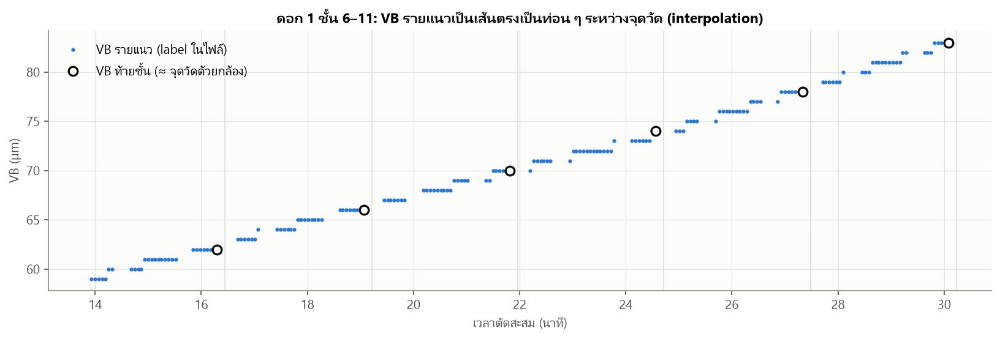 ดอก 1 ชั้น 6–11: VB รายแนวเป็นเส้นตรงเป็นท่อน ๆ ระหว่างจุดวัด (interpolation)
VB รายแนว (label ในไฟล์)
VB ท้ายชั้น (≈ จุดวัดด้วยกล้อง)
VB (µm)
80
75
70
65
60
14 16 18 20 22 24 26 28 30
เวลาตัดสะสม (นาที)